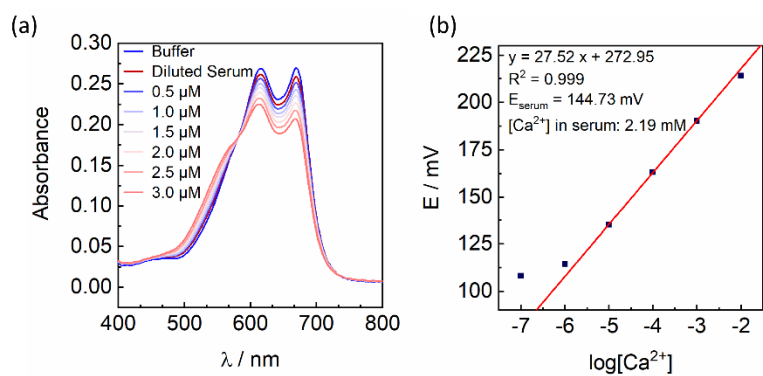 (a)
0.30
0.25
0.20
0.15
0.10
0.05
0.00
Absorbance
Buffer
Diluted Serum
0.5 μM
1.0 μM
1.5 μM
2.0 μM
2.5 μM
3.0 μM
400 500 600 700 800
λ / nm
(b)
225
200
175
150
125
100
E / mV
y = 27.52 x + 272.95
R² = 0.999
E_serum = 144.73 mV
[Ca²⁺] in serum: 2.19 mM
-7 -6 -5 -4 -3 -2
log[Ca²⁺]